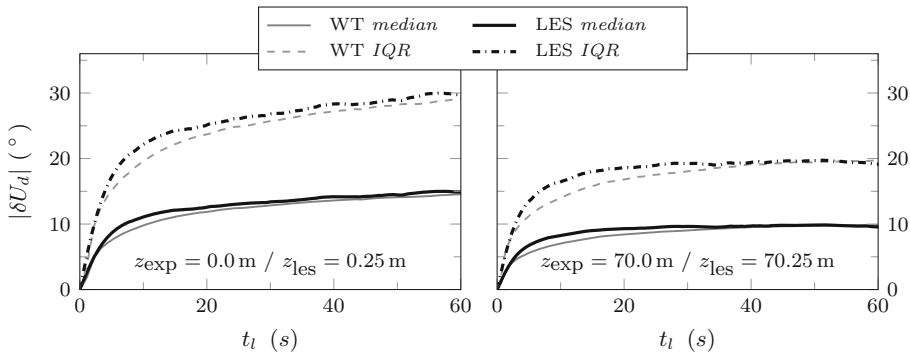 WT median LES median
WT IQR LES IQR
|δU_d| (°)
30
20
10
0
z_exp = 0.0 m / z_les = 0.25 m
0 20 40 60
t_l (s)
30
20
10
0
z_exp = 70.0 m / z_les = 70.25 m
0 20 40 60
t_l (s)